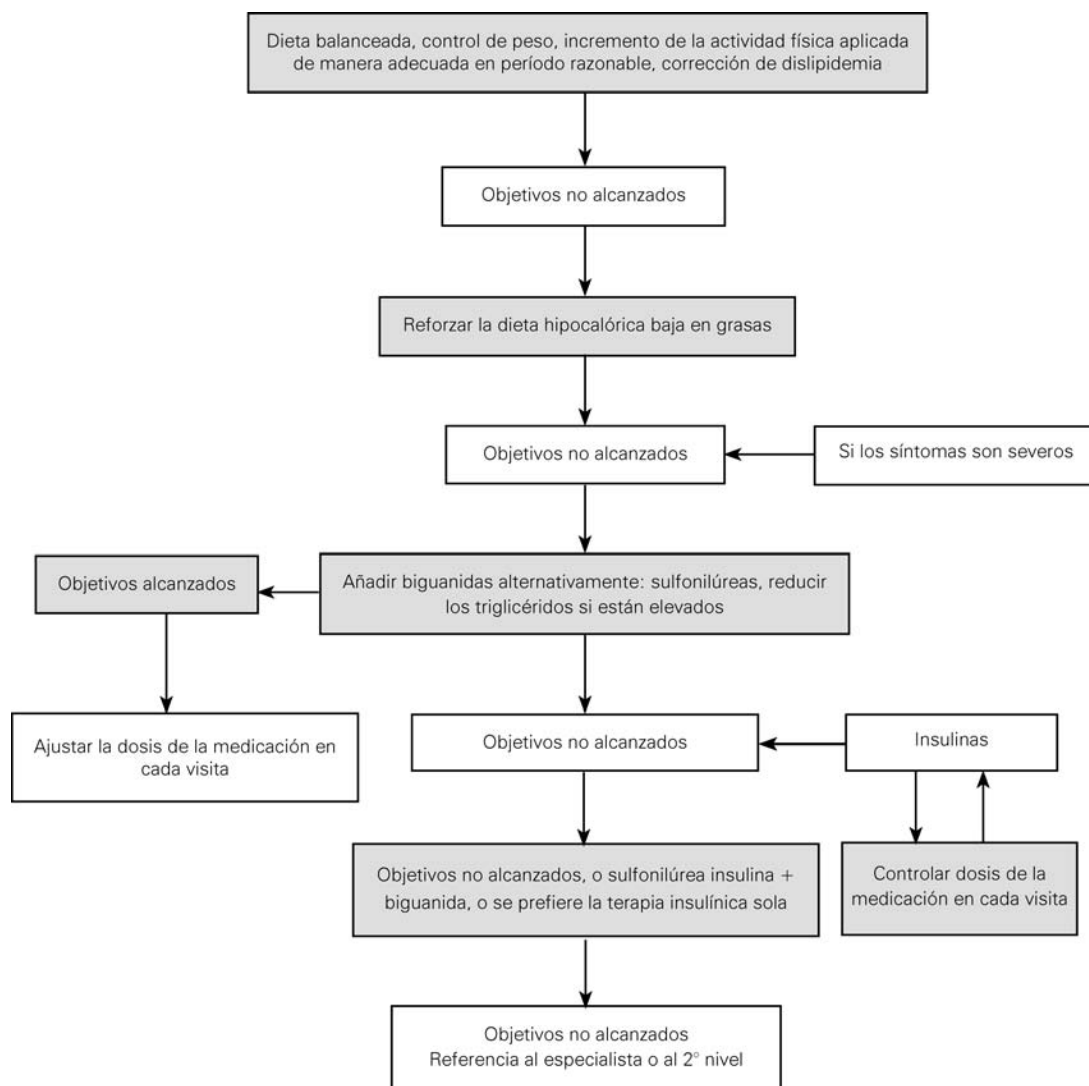 Dieta balanceada, control de peso, incremento de la actividad física aplicada
de manera adecuada en período razonable, corrección de dislipidemia
Objetivos no alcanzados
Reforzar la dieta hipocalórica baja en grasas
Objetivos no alcanzados
Si los síntomas son severos
Objetivos alcanzados
Añadir biguanidas alternativamente: sulfonilúreas, reducir
los triglicéridos si están elevados
Ajustar la dosis de la medicación en
cada visita
Objetivos no alcanzados
Insulinas
Objetivos no alcanzados, o sulfonilúrea insulina +
biguanida, o se prefiere la terapia insulínica sola
Controlar dosis de la
medicación en cada visita
Objetivos no alcanzados
Referencia al especialista o al 2° nivel